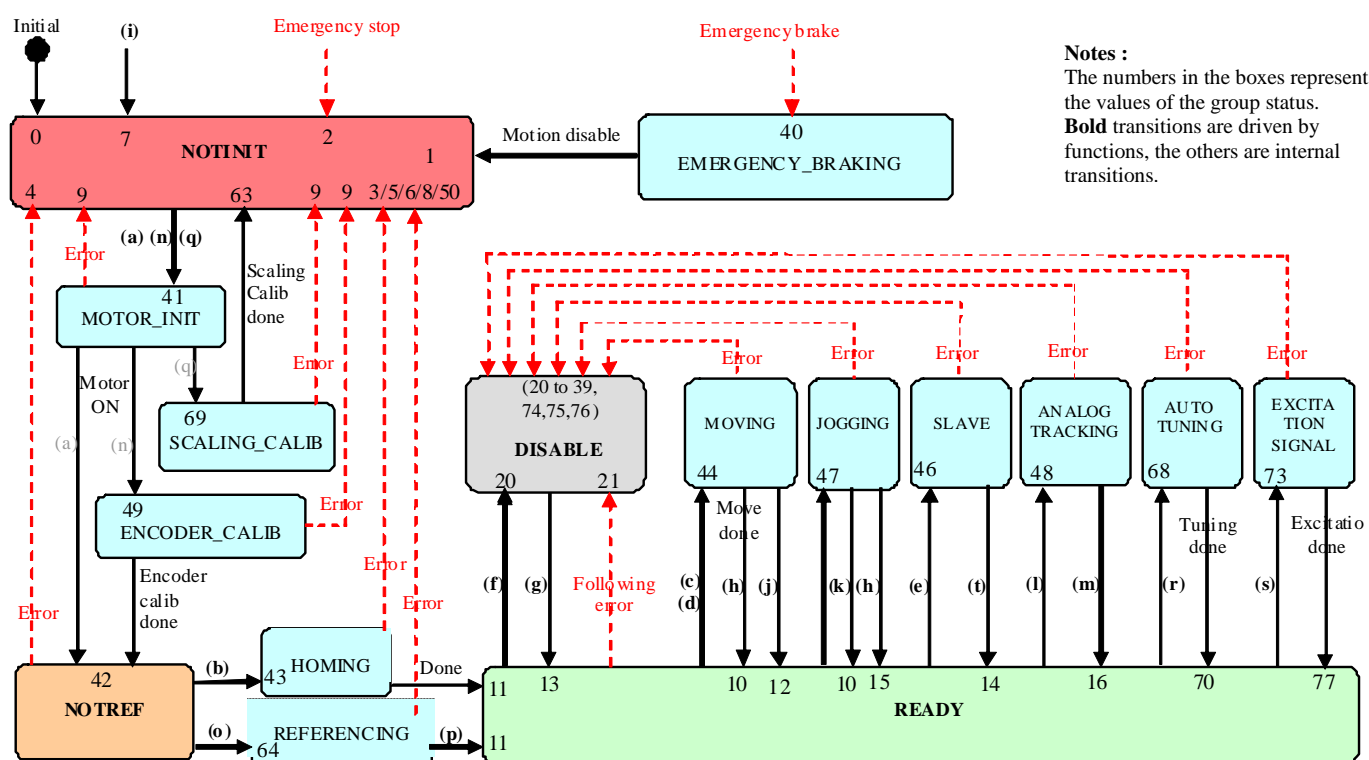 Initial
(i)
Emergency stop
Emergency brake
Notes :
The numbers in the boxes represent
the values of the group status.
Bold transitions are driven by
functions, the others are internal
transitions.
0
7
2
NOTINIT
1
4
9
63
9
9
3/5/6/8/50
Motion disable
40
EMERGENCY_BRAKING
Error
(a) (n) (q)
Scaling
Calib
done
41
MOTOR_INIT
Motor
ON
(q)
Error
69
SCALING_CALIB
(a)
(n)
49
ENCODER_CALIB
Error
Encoder
calib
done
Error
Error
Error
(20 to 39,
74,75,76)
DISABLE
20
21
Error
MOVING
44
Error
JOGGING
47
Error
SLAVE
46
Error
ANALOG
TRACKING
48
Error
AUTO
TUNING
68
Error
EXCITA
TION
SIGNAL
73
(f)
(g)
Following
error
(c)
(d)
Move
done
(h)
(j)
(k)
(h)
(e)
(t)
(l)
(m)
(r)
Tuning
done
(s)
Excitatio
done
42
NOTREF
(b)
43
HOMING
Done
(o)
64
REFERENCING
(p)
11
13
10
12
10
15
14
16
70
77
READY
11